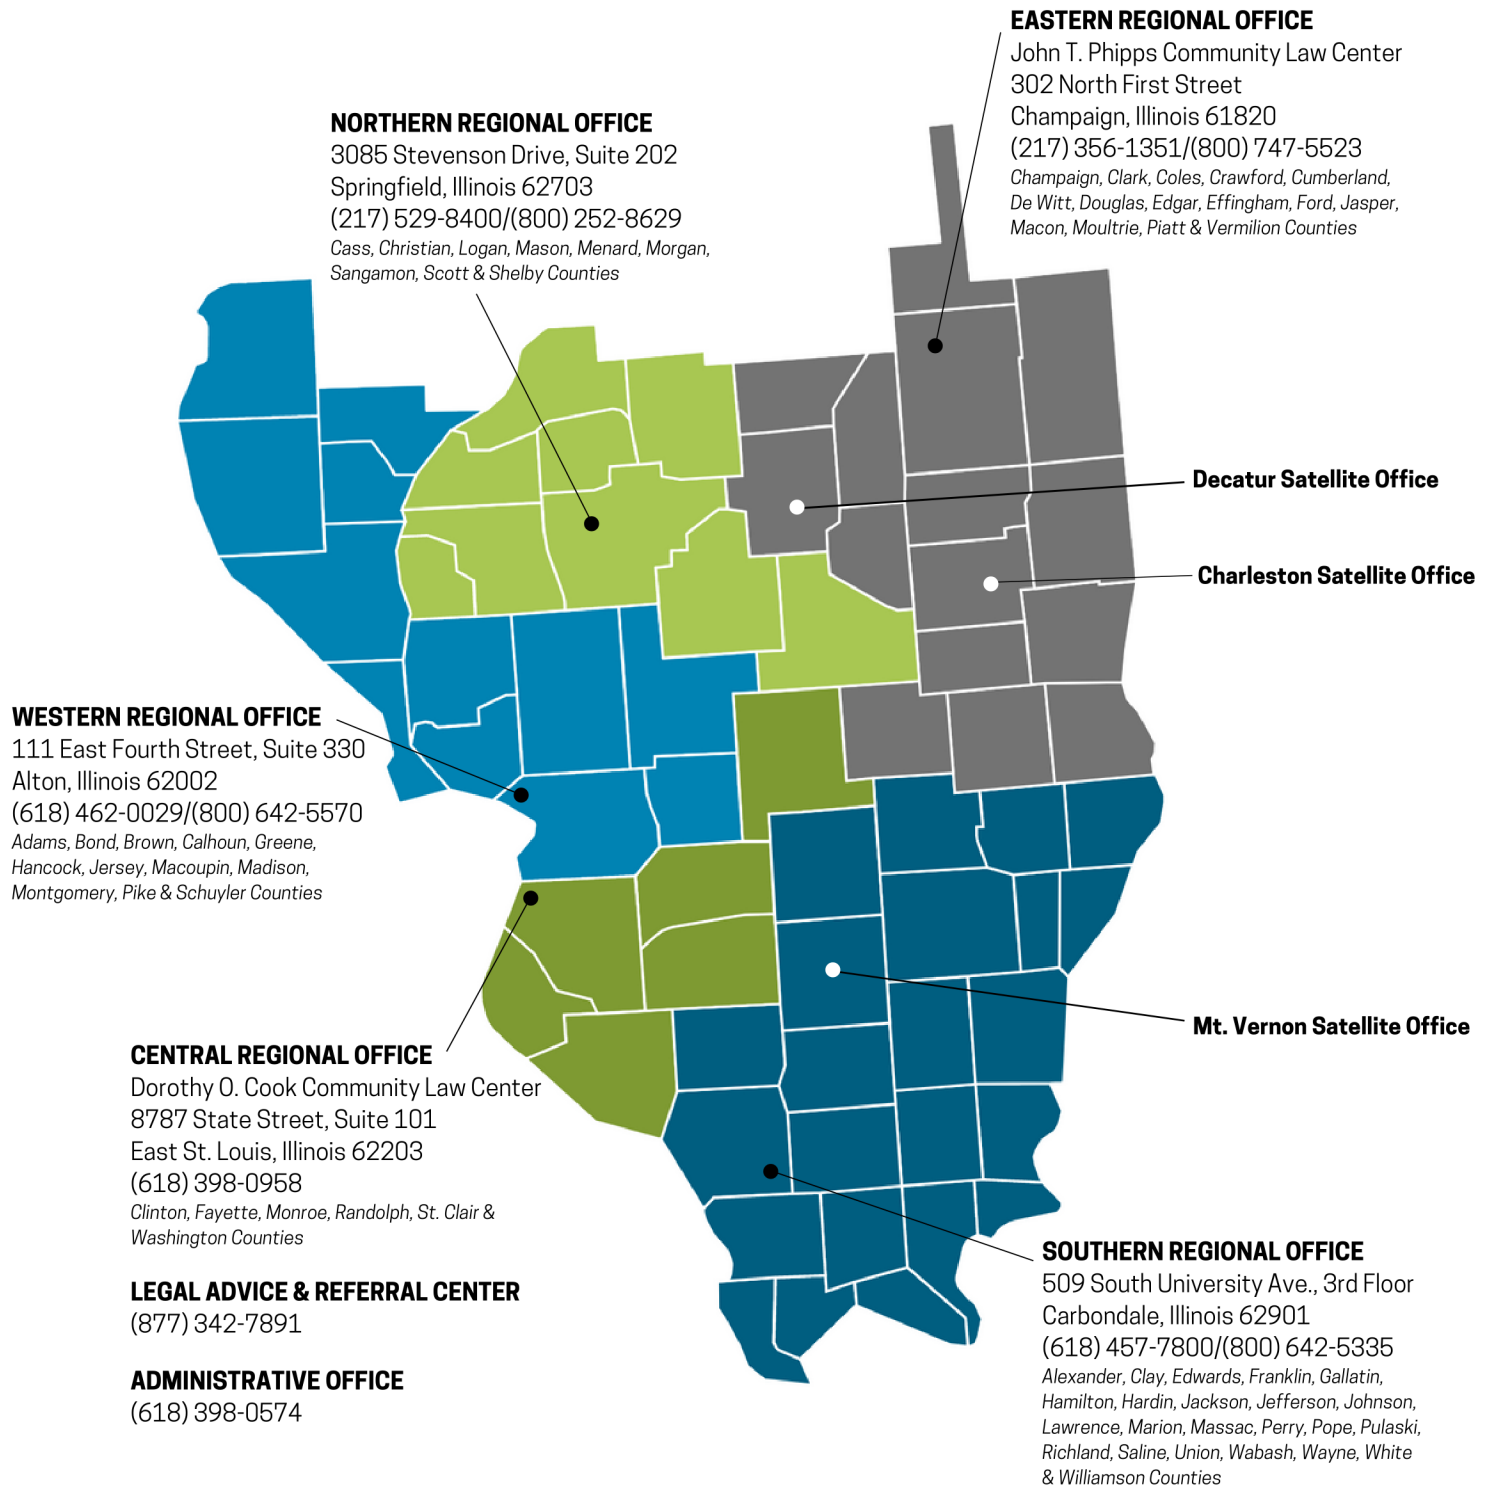 EASTERN REGIONAL OFFICE
John T. Phipps Community Law Center
302 North First Street
Champaign, Illinois 61820
(217) 356-1351/(800) 747-5523
Champaign, Clark, Coles, Crawford, Cumberland,
De Witt, Douglas, Edgar, Effingham, Ford, Jasper,
Macon, Moultrie, Piatt & Vermilion Counties
NORTHERN REGIONAL OFFICE
3085 Stevenson Drive, Suite 202
Springfield, Illinois 62703
(217) 529-8400/(800) 252-8629
Cass, Christian, Logan, Mason, Menard, Morgan,
Sangamon, Scott & Shelby Counties
Decatur Satellite Office
Charleston Satellite Office
WESTERN REGIONAL OFFICE
111 East Fourth Street, Suite 330
Alton, Illinois 62002
(618) 462-0029/(800) 642-5570
Adams, Bond, Brown, Calhoun, Greene,
Hancock, Jersey, Macoupin, Madison,
Montgomery, Pike & Schuyler Counties
Mt. Vernon Satellite Office
CENTRAL REGIONAL OFFICE
Dorothy O. Cook Community Law Center
8787 State Street, Suite 101
East St. Louis, Illinois 62203
(618) 398-0958
Clinton, Fayette, Monroe, Randolph, St. Clair &
Washington Counties
LEGAL ADVICE & REFERRAL CENTER
(877) 342-7891
ADMINISTRATIVE OFFICE
(618) 398-0574
SOUTHERN REGIONAL OFFICE
509 South University Ave., 3rd Floor
Carbondale, Illinois 62901
(618) 457-7800/(800) 642-5335
Alexander, Clay, Edwards, Franklin, Gallatin,
Hamilton, Hardin, Jackson, Jefferson, Johnson,
Lawrence, Marion, Massac, Perry, Pope, Pulaski,
Richland, Saline, Union, Wabash, Wayne, White
& Williamson Counties